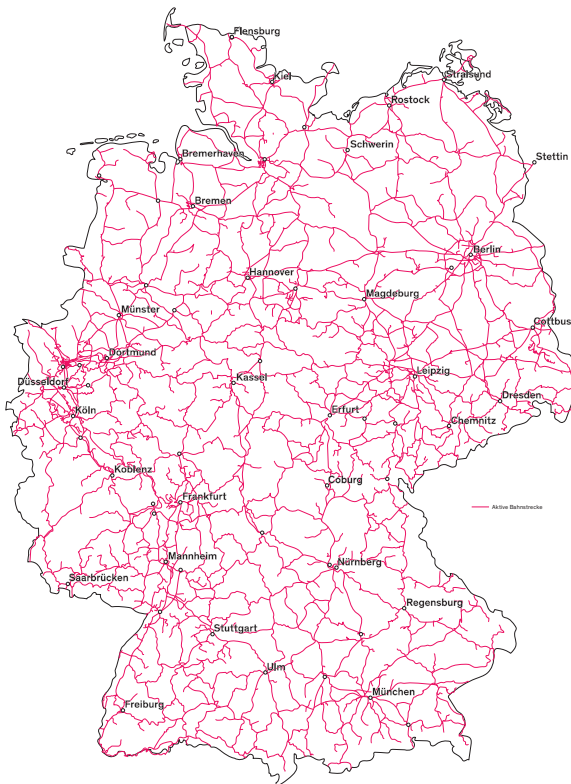 Flensburg
Kiel
Stralsund
Rostock
Schwerin
Bremerhaven
Stettin
Bremen
Berlin
Hannover
Magdeburg
Münster
Cottbus
Dortmund
Leipzig
Düsseldorf
Kassel
Dresden
Köln
Erfurt
Chemnitz
Koblenz
Coburg
Frankfurt
Aktive Bahnstrecke
Mannheim
Nürnberg
Saarbrücken
Regensburg
Stuttgart
Ulm
München
Freiburg